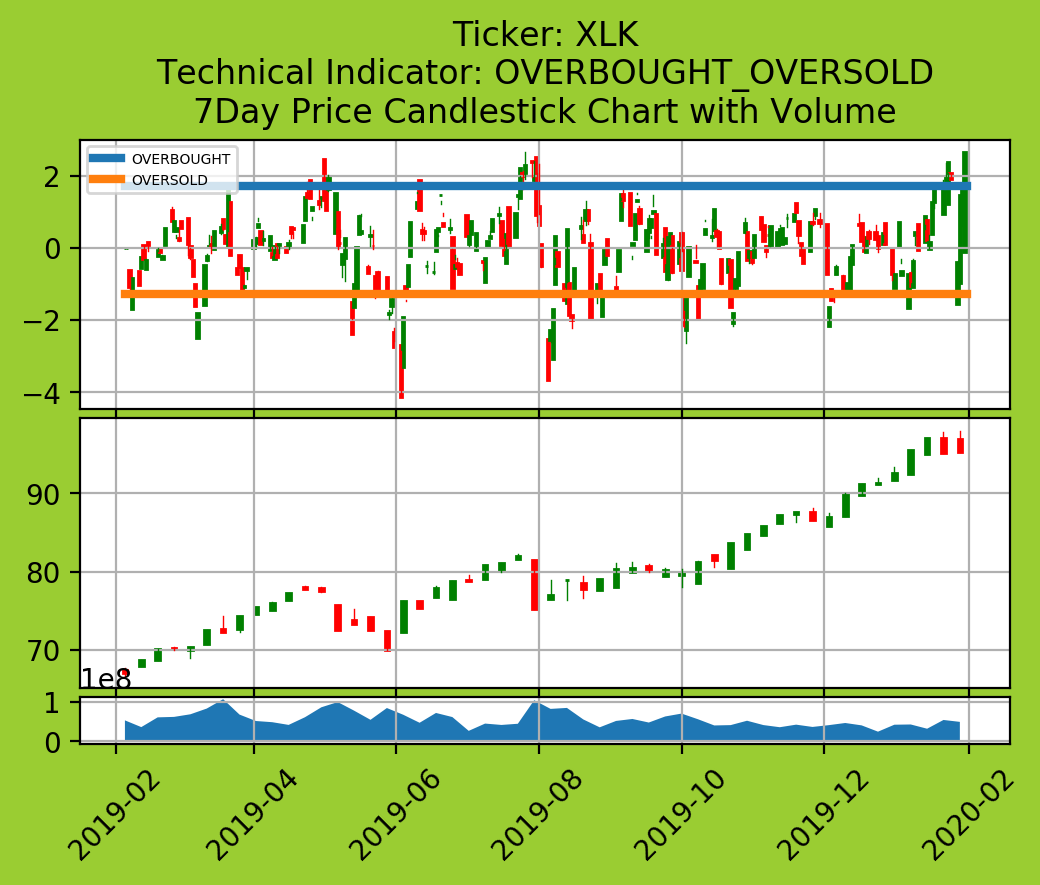 Ticker: XLK
Technical Indicator: OVERBOUGHT_OVERSOLD
7Day Price Candlestick Chart with Volume
OVERBOUGHT
OVERSOLD
2
0
−2
−4
90
80
70
1e8
1
0
2019-02
2019-04
2019-06
2019-08
2019-10
2019-12
2020-02